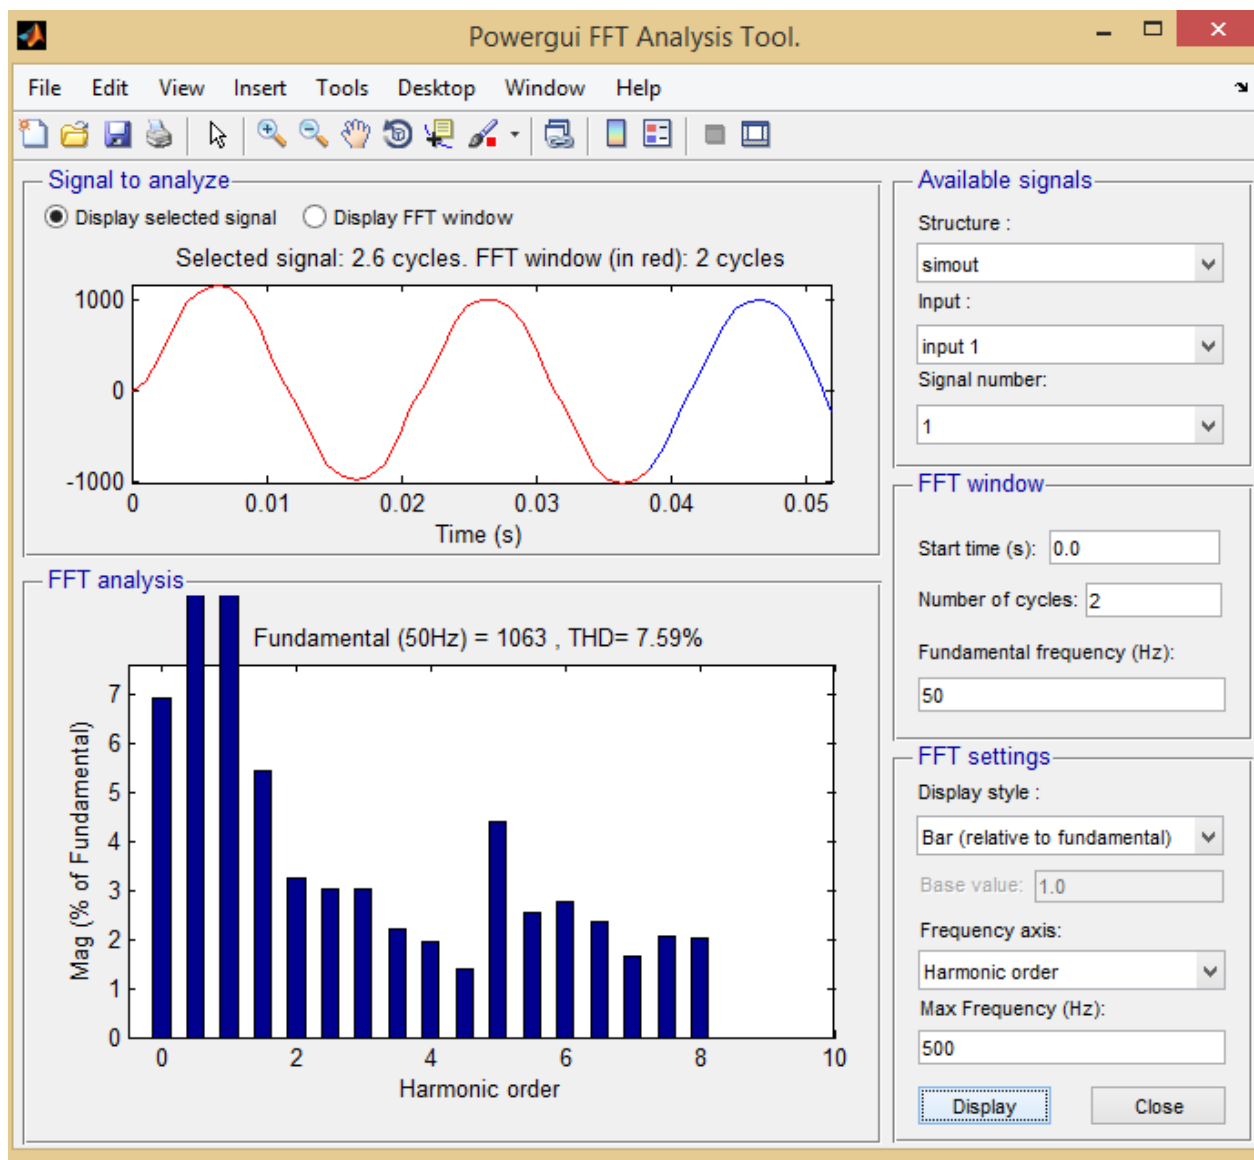 Powergui FFT Analysis Tool.
File Edit View Insert Tools Desktop Window Help
Signal to analyze
Display selected signal Display FFT window
Selected signal: 2.6 cycles. FFT window (in red): 2 cycles
1000
0
-1000
0 0.01 0.02 0.03 0.04 0.05
Time (s)
FFT analysis
Fundamental (50Hz) = 1063 , THD= 7.59%
Mag (% of Fundamental)
7
6
5
4
3
2
1
0
0 2 4 6 8 10
Harmonic order
Available signals
Structure :
simout
Input :
input 1
Signal number:
1
FFT window
Start time (s): 0.0
Number of cycles: 2
Fundamental frequency (Hz):
50
FFT settings
Display style :
Bar (relative to fundamental)
Base value: 1.0
Frequency axis:
Harmonic order
Max Frequency (Hz):
500
Display Close